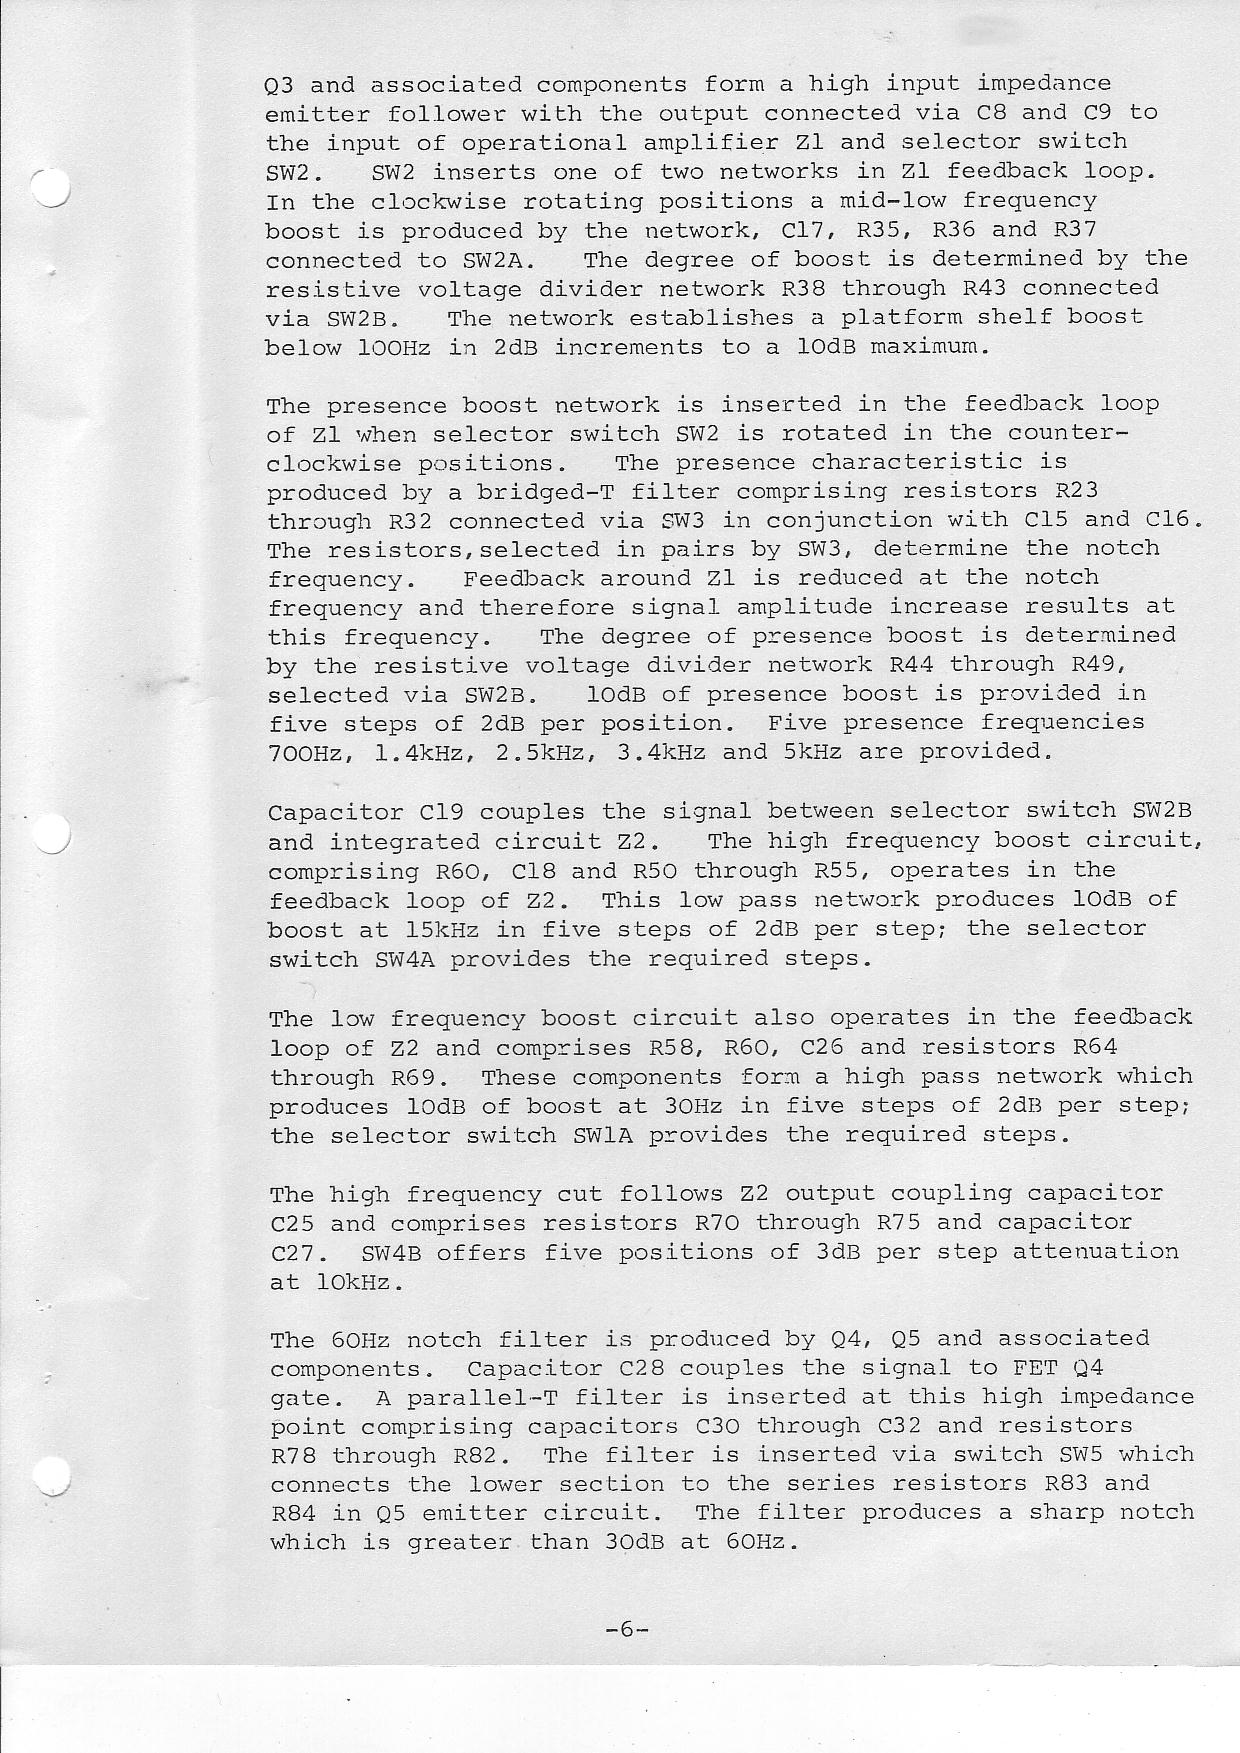 Q3 and associated components form a high input impedance
emitter follower with the output connected via C8 and C9 to
the input of operational amplifier Z1 and selector switch
SW2. SW2 inserts one of two networks in Z1 feedback loop.
In the clockwise rotating positions a mid-low frequency
boost is produced by the network, C17, R35, R36 and R37
connected to SW2A. The degree of boost is determined by the
resistive voltage divider network R38 through R43 connected
via SW2B. The network establishes a platform shelf boost
below 100Hz in 2dB increments to a 10dB maximum.

The presence boost network is inserted in the feedback loop
of Z1 when selector switch SW2 is rotated in the counter-
clockwise positions. The presence characteristic is
produced by a bridged-T filter comprising resistors R23
through R32 connected via SW3 in conjunction with C15 and C16.
The resistors,selected in pairs by SW3, determine the notch
frequency. Feedback around Z1 is reduced at the notch
frequency and therefore signal amplitude increase results at
this frequency. The degree of presence boost is determined
by the resistive voltage divider network R44 through R49,
selected via SW2B. 10dB of presence boost is provided in
five steps of 2dB per position. Five presence frequencies
700Hz, 1.4kHz, 2.5kHz, 3.4kHz and 5kHz are provided.

Capacitor C19 couples the signal between selector switch SW2B
and integrated circuit Z2. The high frequency boost circuit,
comprising R60, C18 and R50 through R55, operates in the
feedback loop of Z2. This low pass network produces 10dB of
boost at 15kHz in five steps of 2dB per step; the selector
switch SW4A provides the required steps.

The low frequency boost circuit also operates in the feedback
loop of Z2 and comprises R58, R60, C26 and resistors R64
through R69. These components form a high pass network which
produces 10dB of boost at 30Hz in five steps of 2dB per step;
the selector switch SW1A provides the required steps.

The high frequency cut follows Z2 output coupling capacitor
C25 and comprises resistors R70 through R75 and capacitor
C27. SW4B offers five positions of 3dB per step attenuation
at 10kHz.

The 60Hz notch filter is produced by Q4, Q5 and associated
components. Capacitor C28 couples the signal to FET Q4
gate. A parallel-T filter is inserted at this high impedance
point comprising capacitors C30 through C32 and resistors
R78 through R82. The filter is inserted via switch SW5 which
connects the lower section to the series resistors R83 and
R84 in Q5 emitter circuit. The filter produces a sharp notch
which is greater than 30dB at 60Hz.

-6-